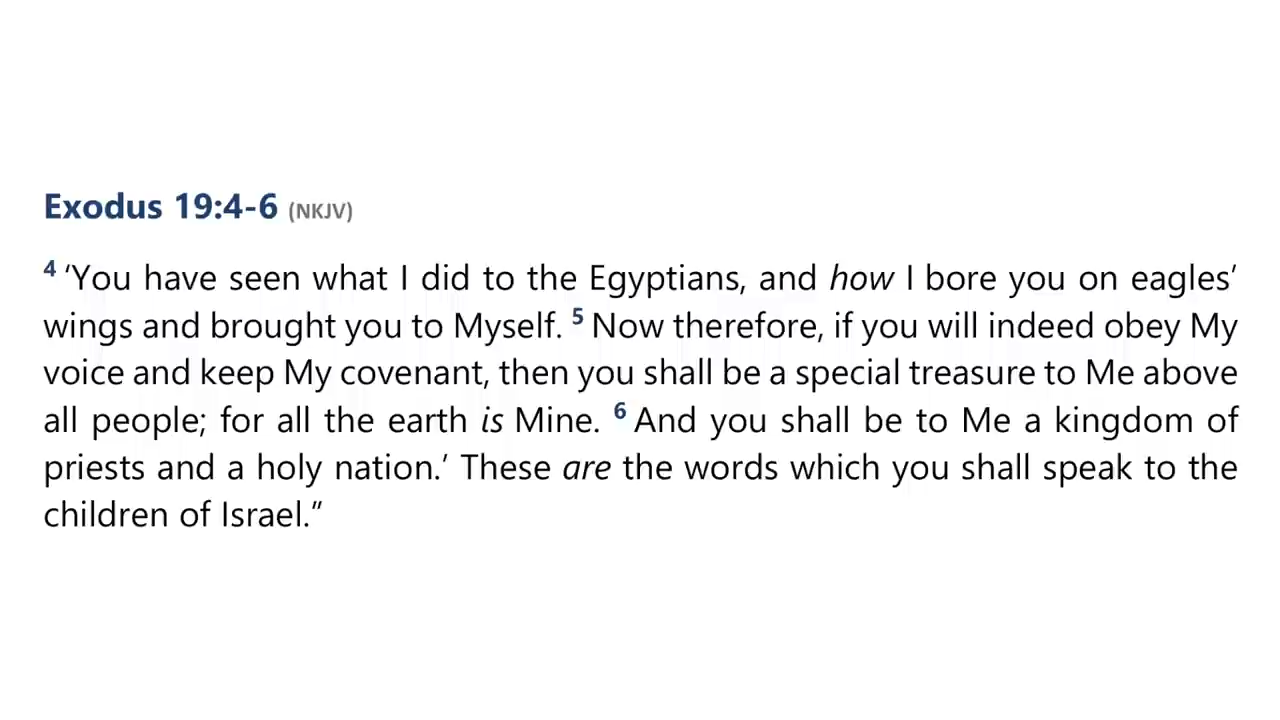 Exodus 19:4-6 (NKJV)
4 ‘You have seen what I did to the Egyptians, and how I bore you on eagles’
wings and brought you to Myself. 5 Now therefore, if you will indeed obey My
voice and keep My covenant, then you shall be a special treasure to Me above
all people; for all the earth is Mine. 6 And you shall be to Me a kingdom of
priests and a holy nation.’ These are the words which you shall speak to the
children of Israel.”